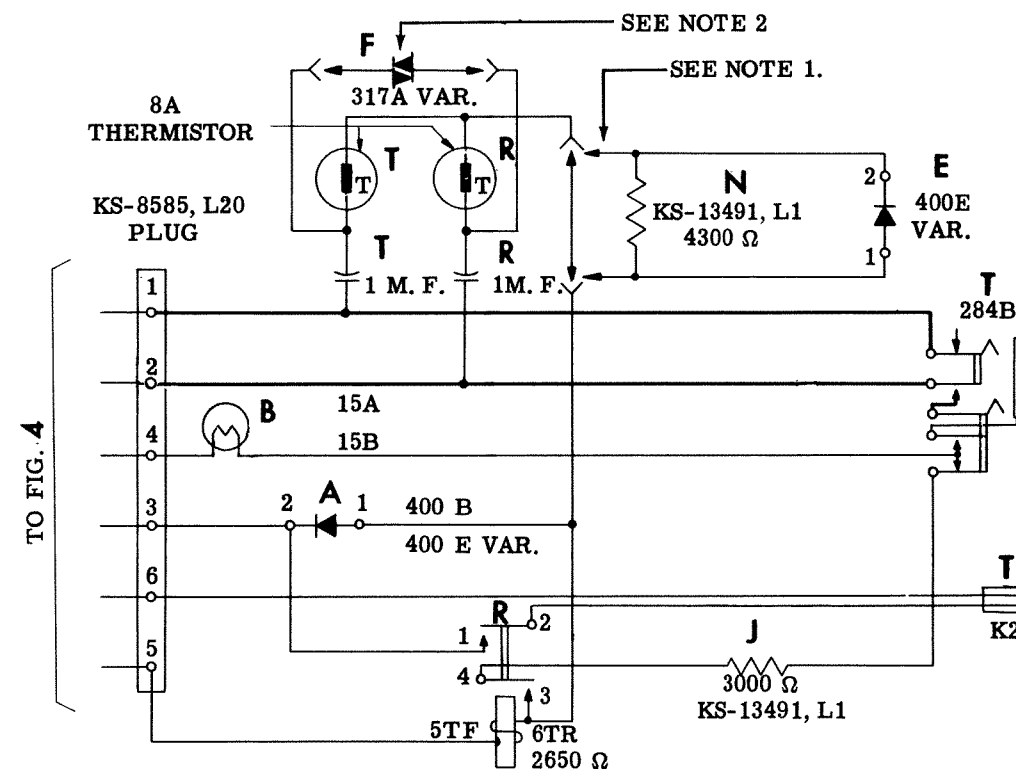 SEE NOTE 2
F
SEE NOTE 1.
317A VAR.
8A
THERMISTOR
T
R
T
T
E
2
N
400E
VAR.
KS-13491, L1
4300 Ω
1
KS-8585, L20
PLUG
T
R
1 M. F.
1M. F.
T
284B
1
2
15A
B
4
15B
TO FIG. 4
3
2
A
1
400 B
400 E VAR.
6
T
K2
R
2
1
J
5
4
3000 Ω
KS-13491, L1
3
5TF
6TR
2650 Ω